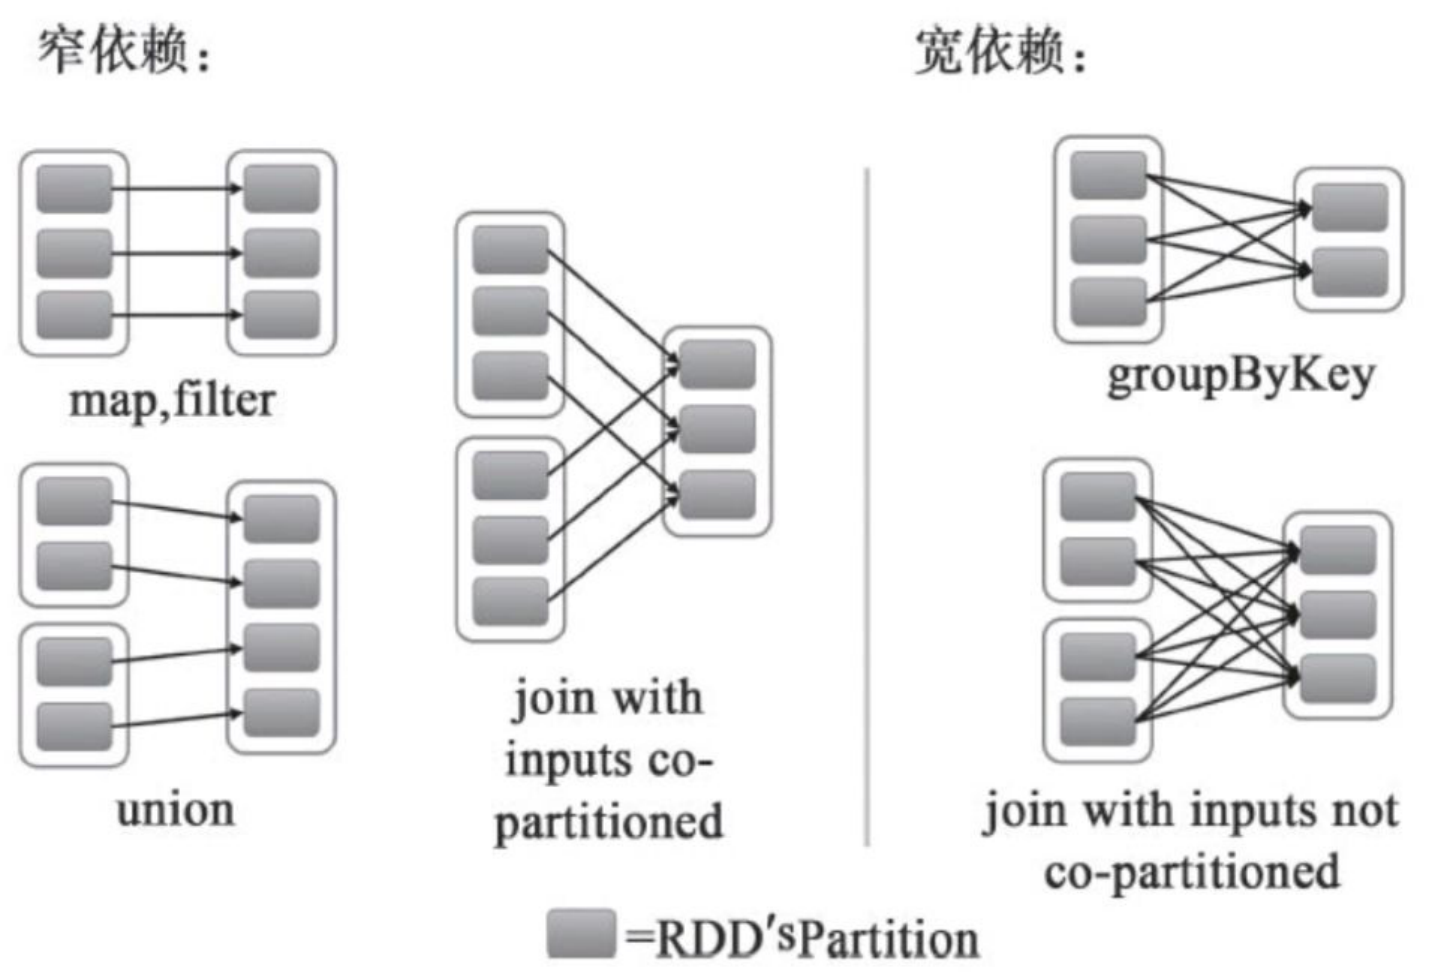 窄依赖：
宽依赖：
map,filter
union
join with
inputs co-
partitioned
groupByKey
join with inputs not
co-partitioned
=RDD'sPartition